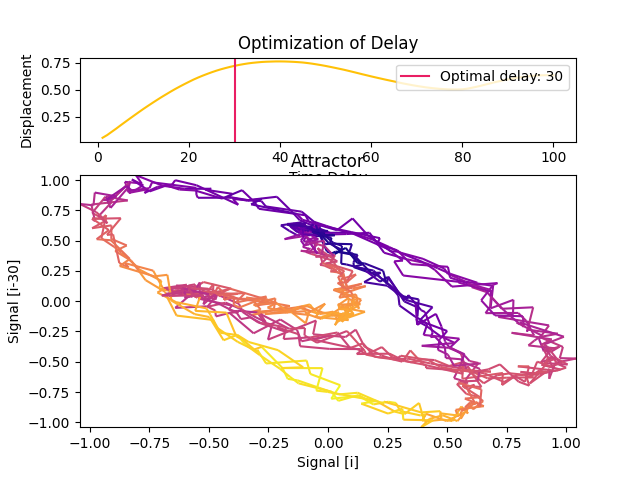 Optimization of Delay
Displacement
0.75
0.50
0.25
Optimal delay: 30
0 20 40 60 80 100
Attractor
Signal [i-30]
1.00
0.75
0.50
0.25
0.00
−0.25
−0.50
−0.75
−1.00
−1.00 −0.75 −0.50 −0.25 0.00 0.25 0.50 0.75 1.00
Signal [i]